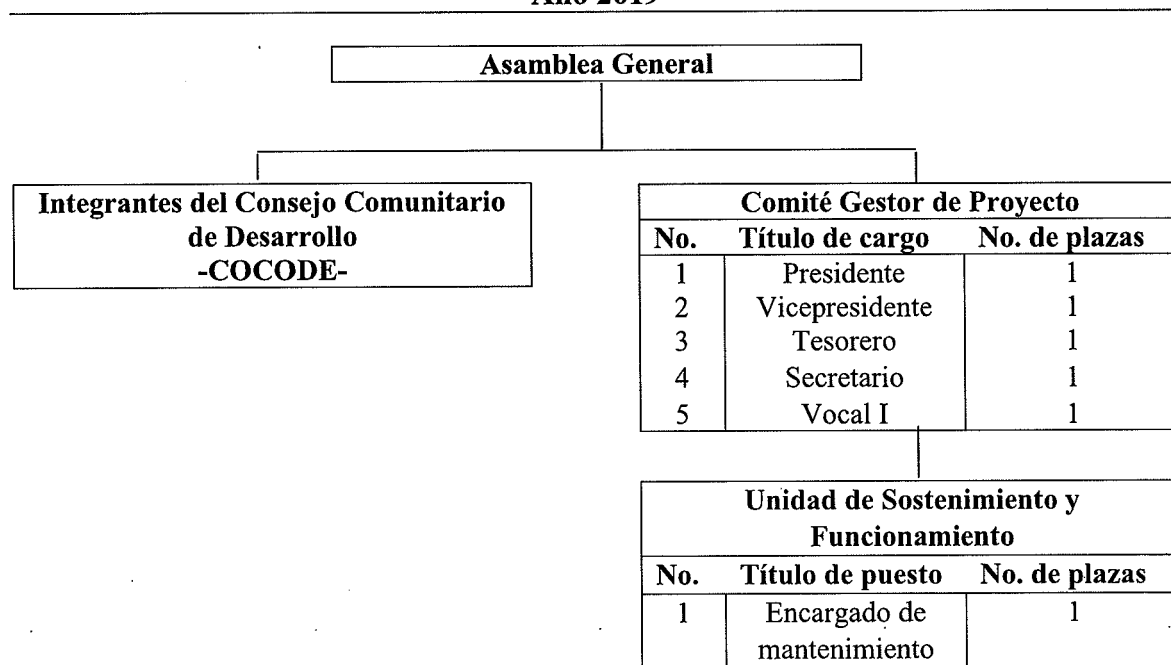 Año 2019
Asamblea General
Integrantes del Consejo Comunitario
de Desarrollo
-COCODE-
Comité Gestor de Proyecto
No. Título de cargo No. de plazas
1 Presidente 1
2 Vicepresidente 1
3 Tesorero 1
4 Secretario 1
5 Vocal I 1
Unidad de Sostenimiento y
Funcionamiento
No. Título de puesto No. de plazas
1 Encargado de 1
mantenimiento